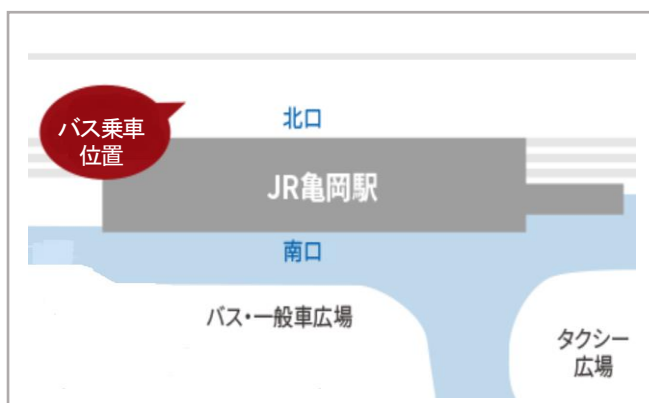 北口
バス乗車
位置
JR亀岡駅
南口
バス・一般車広場
タクシー
広場